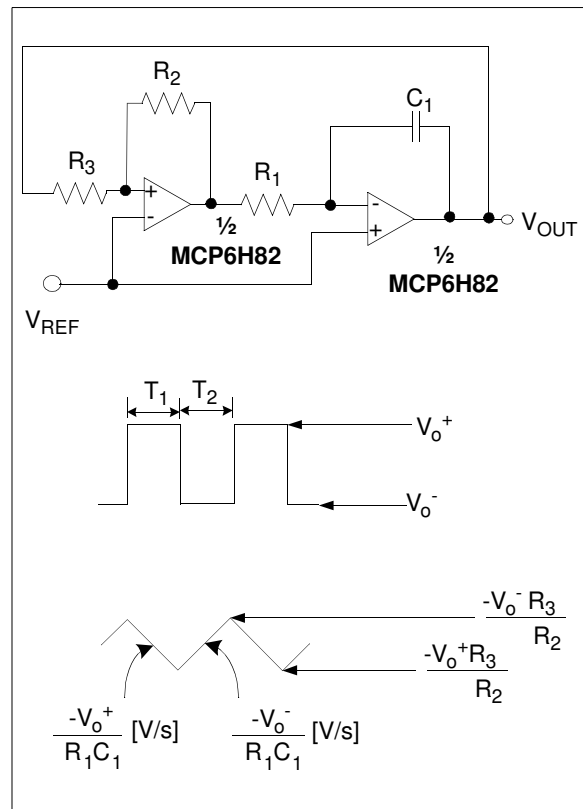 R2
C1
R3
R1
+
-
-
+
½
MCP6H82
½
MCP6H82
VOUT
VREF
T1 T2
Vo+
Vo-
-Vo- R3
R2
-Vo+R3
R2
-Vo+
R1C1
[V/s]
-Vo-
R1C1
[V/s]